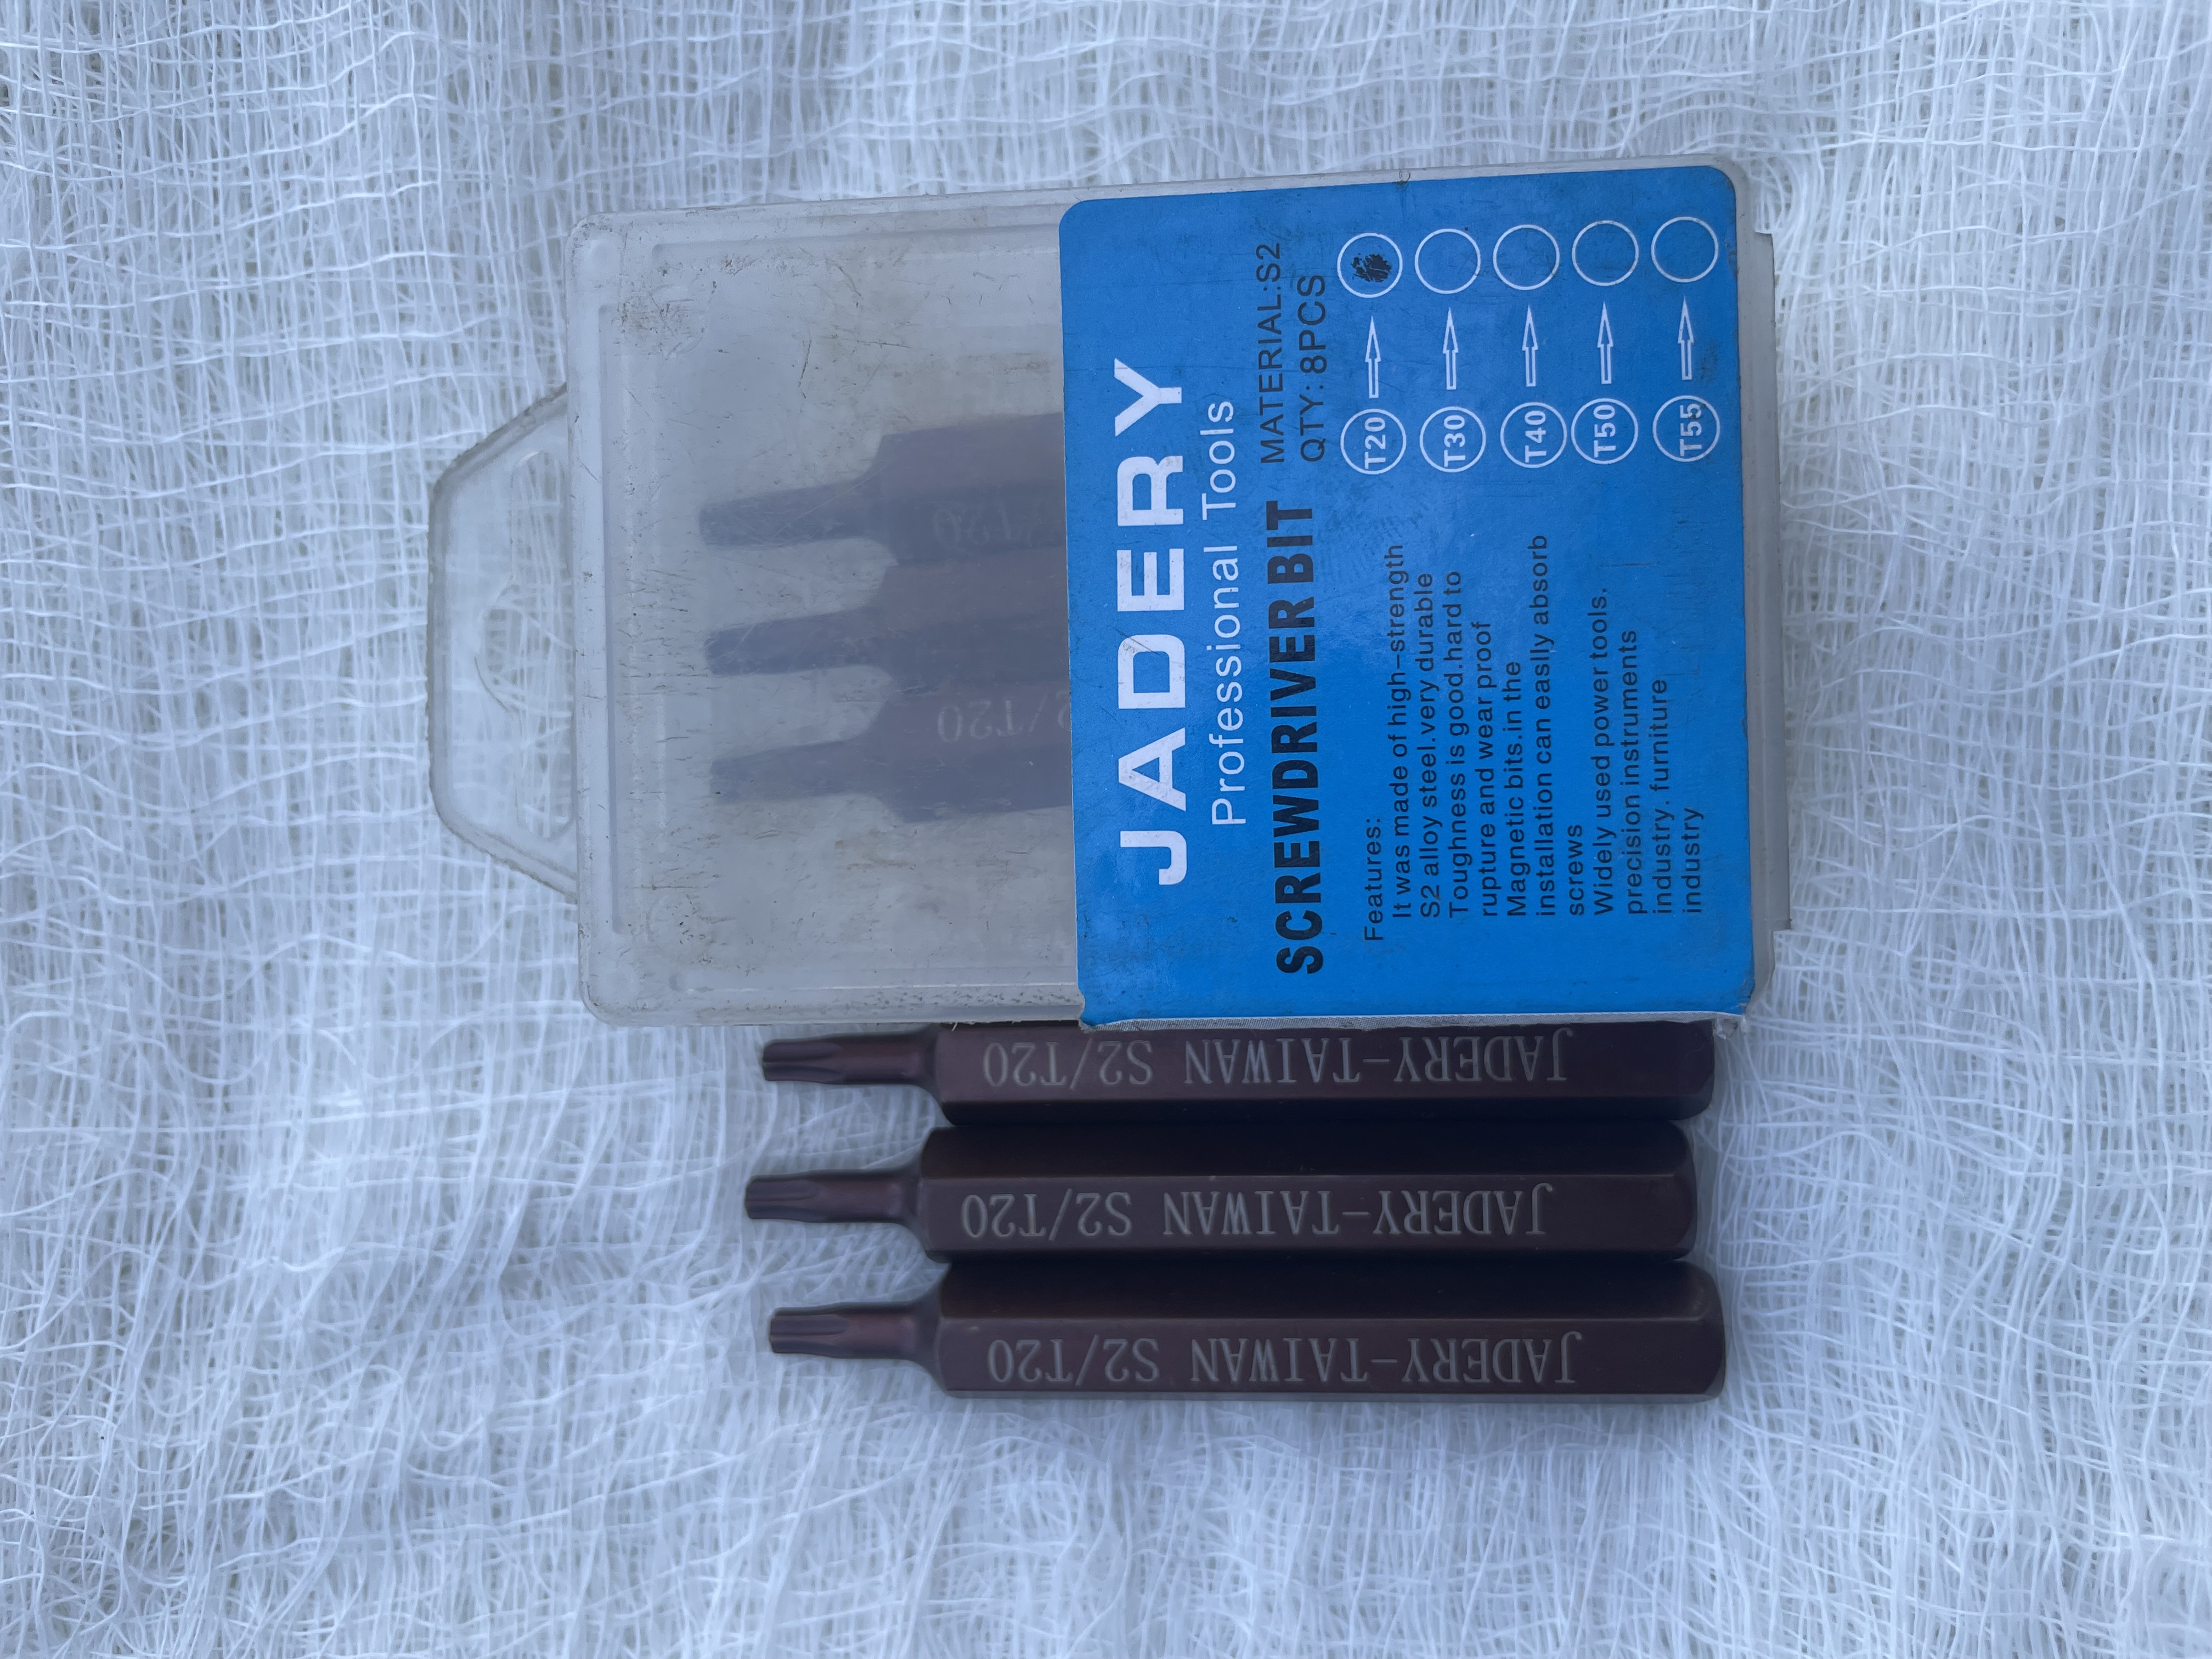 JADERY
Professional Tools
SCREWDRIVER BIT
MATERIAL:S2
QTY: 8PCS
Features:
It was made of high-strength
S2 alloy steel.very durable
Toughness is good.hard to
rupture and wear proof
Magnetic bits.in the
installation can easily absorb
screws
Widely used power tools.
precision instruments
industry. furniture
industry
T20
T30
T40
T50
T55
T20
2/T20
JADERY-TAIWAN S2/T20
JADERY-TAIWAN S2/T20
JADERY-TAIWAN S2/T20